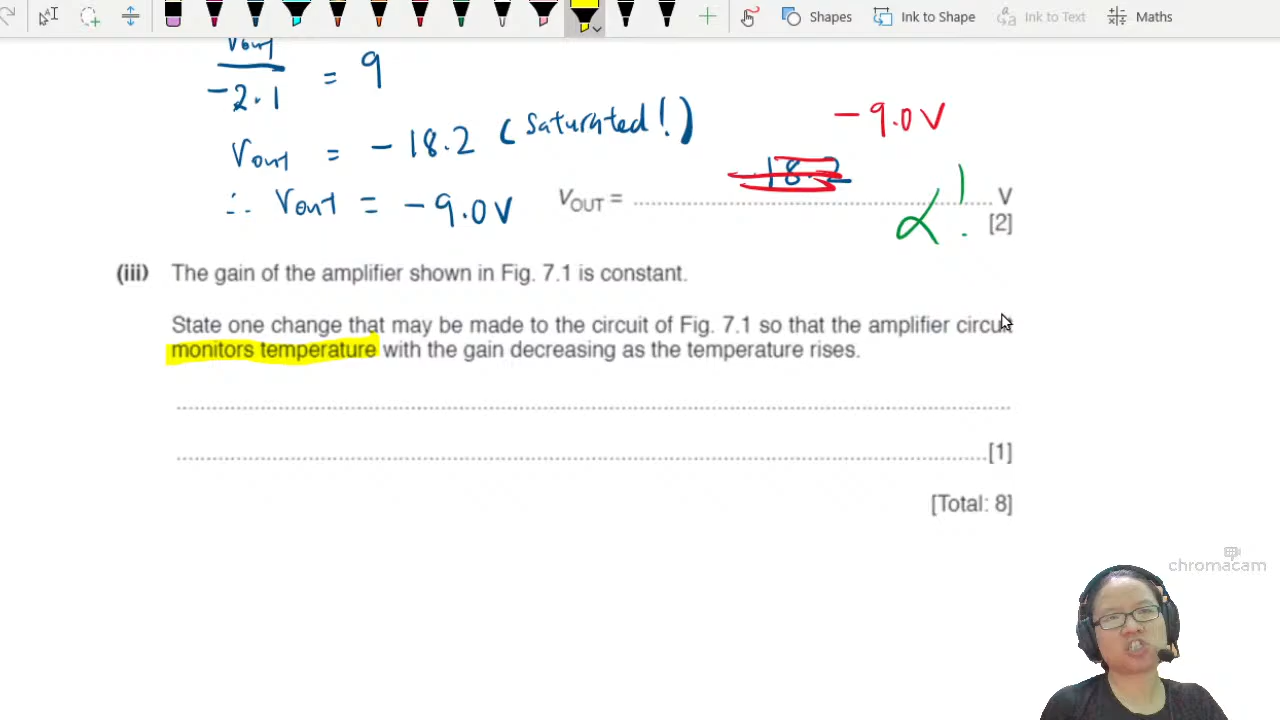 Shapes Ink to Shape Ink to Text Maths
Vout
-2.1 = 9
Vout = -18.2 (Saturated!)
∴ Vout = -9.0V
-9.0V
-18.2
VOUT = .......... V
[2]
(iii) The gain of the amplifier shown in Fig. 7.1 is constant.
State one change that may be made to the circuit of Fig. 7.1 so that the amplifier circuit
monitors temperature with the gain decreasing as the temperature rises.
[1]
[Total: 8]
chromacam